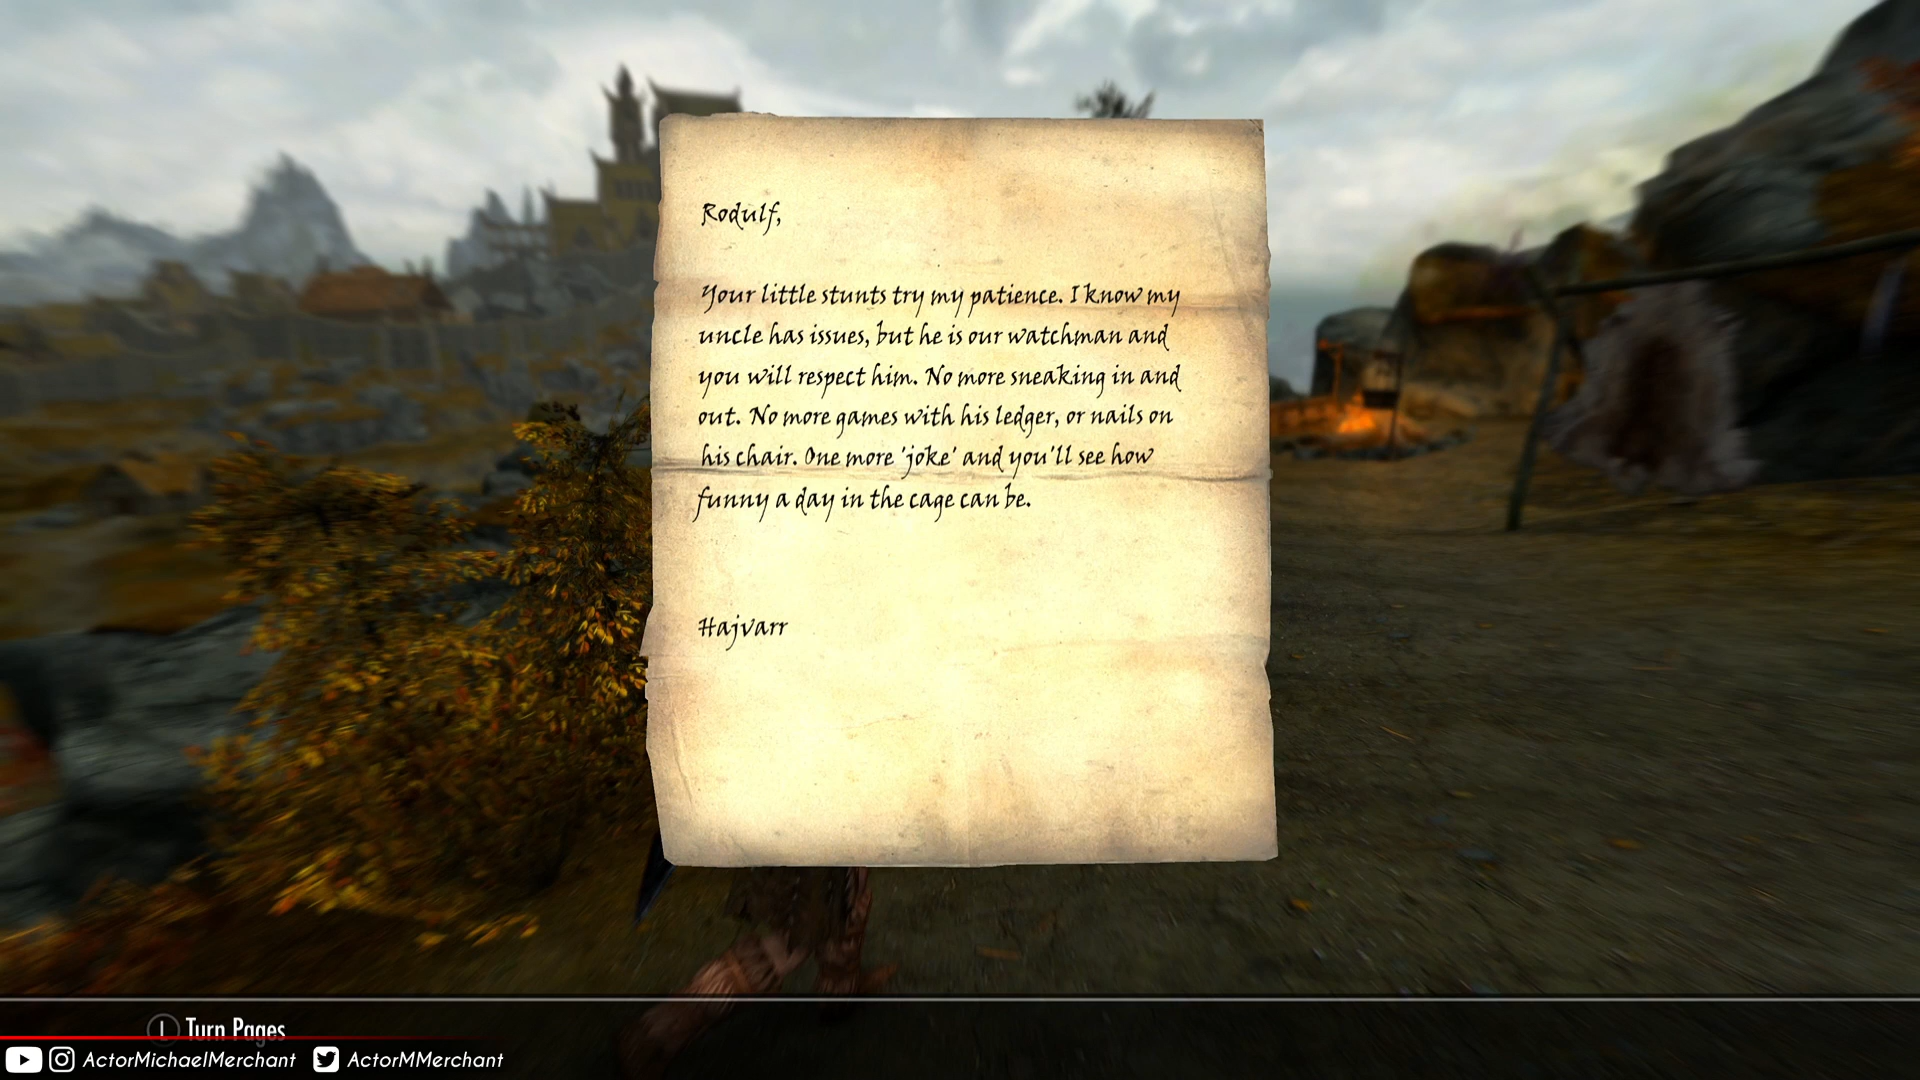 Rodulf,
Your little stunts try my patience. I know my
uncle has issues, but he is our watchman and
you will respect him. No more sneaking in and
out. No more games with his ledger, or nails on
his chair. One more 'joke' and you'll see how
funny a day in the cage can be.
Hajvarr
L Turn Pages
ActorMichaelMerchant ActorMMerchant